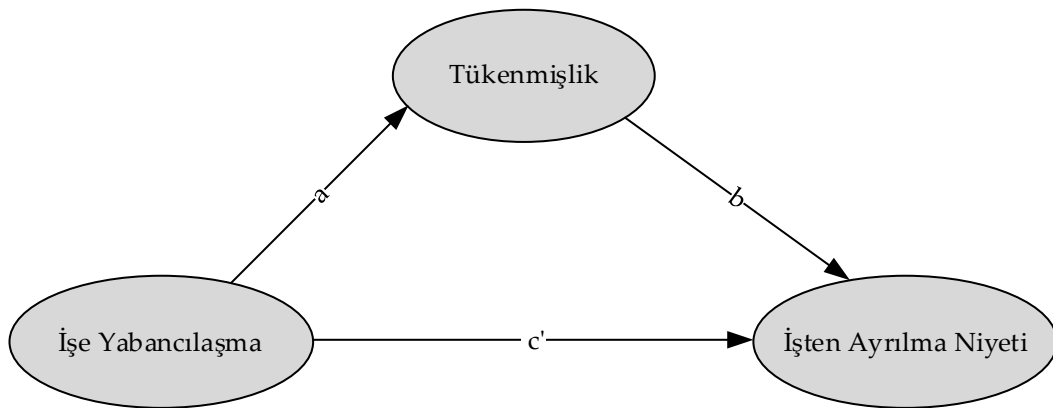 Tükenmişlik
a
b
İşe Yabancılaşma
c'
İşten Ayrılma Niyeti